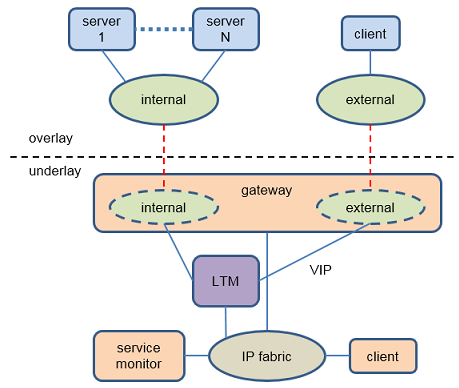 server
1
server
N
client
internal
external
overlay
underlay
gateway
internal
external
LTM
VIP
service
monitor
IP fabric
client